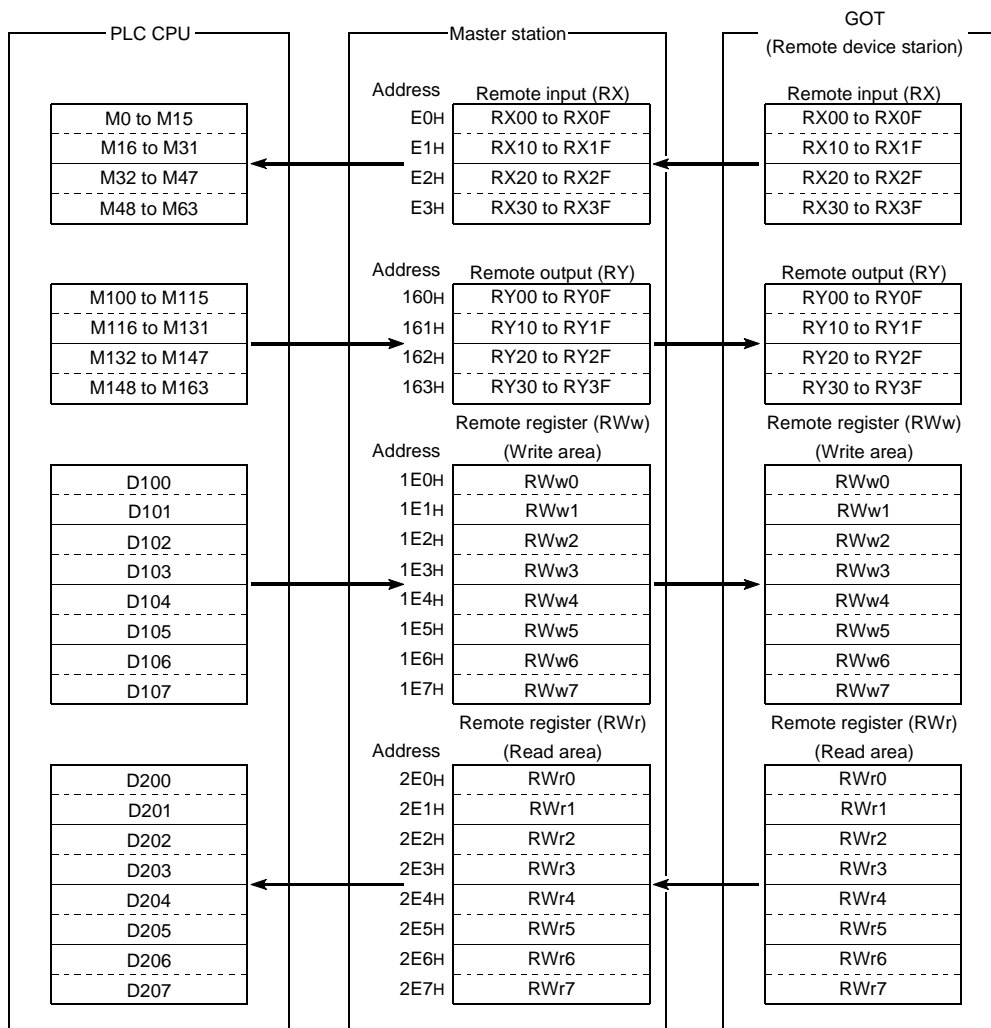 GOT
PLC CPU Master station (Remote device starion)
Address Remote input (RX) Remote input (RX)
M0 to M15 E0H RX00 to RX0F RX00 to RX0F
M16 to M31 E1H RX10 to RX1F RX10 to RX1F
M32 to M47 E2H RX20 to RX2F RX20 to RX2F
M48 to M63 E3H RX30 to RX3F RX30 to RX3F
Address Remote output (RY) Remote output (RY)
M100 to M115 160H RY00 to RY0F RY00 to RY0F
M116 to M131 161H RY10 to RY1F RY10 to RY1F
M132 to M147 162H RY20 to RY2F RY20 to RY2F
M148 to M163 163H RY30 to RY3F RY30 to RY3F
Remote register (RWw) Remote register (RWw)
Address (Write area) (Write area)
D100 1E0H RWw0 RWw0
D101 1E1H RWw1 RWw1
D102 1E2H RWw2 RWw2
D103 1E3H RWw3 RWw3
D104 1E4H RWw4 RWw4
D105 1E5H RWw5 RWw5
D106 1E6H RWw6 RWw6
D107 1E7H RWw7 RWw7
Remote register (RWr) Remote register (RWr)
Address (Read area) (Read area)
D200 2E0H RWr0 RWr0
D201 2E1H RWr1 RWr1
D202 2E2H RWr2 RWr2
D203 2E3H RWr3 RWr3
D204 2E4H RWr4 RWr4
D205 2E5H RWr5 RWr5
D206 2E6H RWr6 RWr6
D207 2E7H RWr7 RWr7